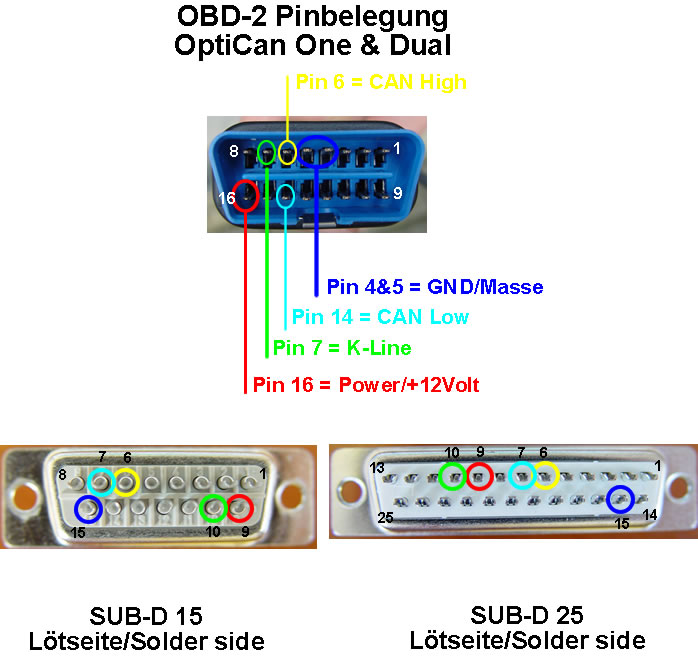 OBD-2 Pinbelegung
OptiCan One & Dual
Pin 6 = CAN High
8 1
16 9
Pin 4&5 = GND/Masse
Pin 14 = CAN Low
Pin 7 = K-Line
Pin 16 = Power/+12Volt
7 6
8 1
15 10 9
10 9 7 6
13 1
25 15 14
SUB-D 15
Lötseite/Solder side
SUB-D 25
Lötseite/Solder side